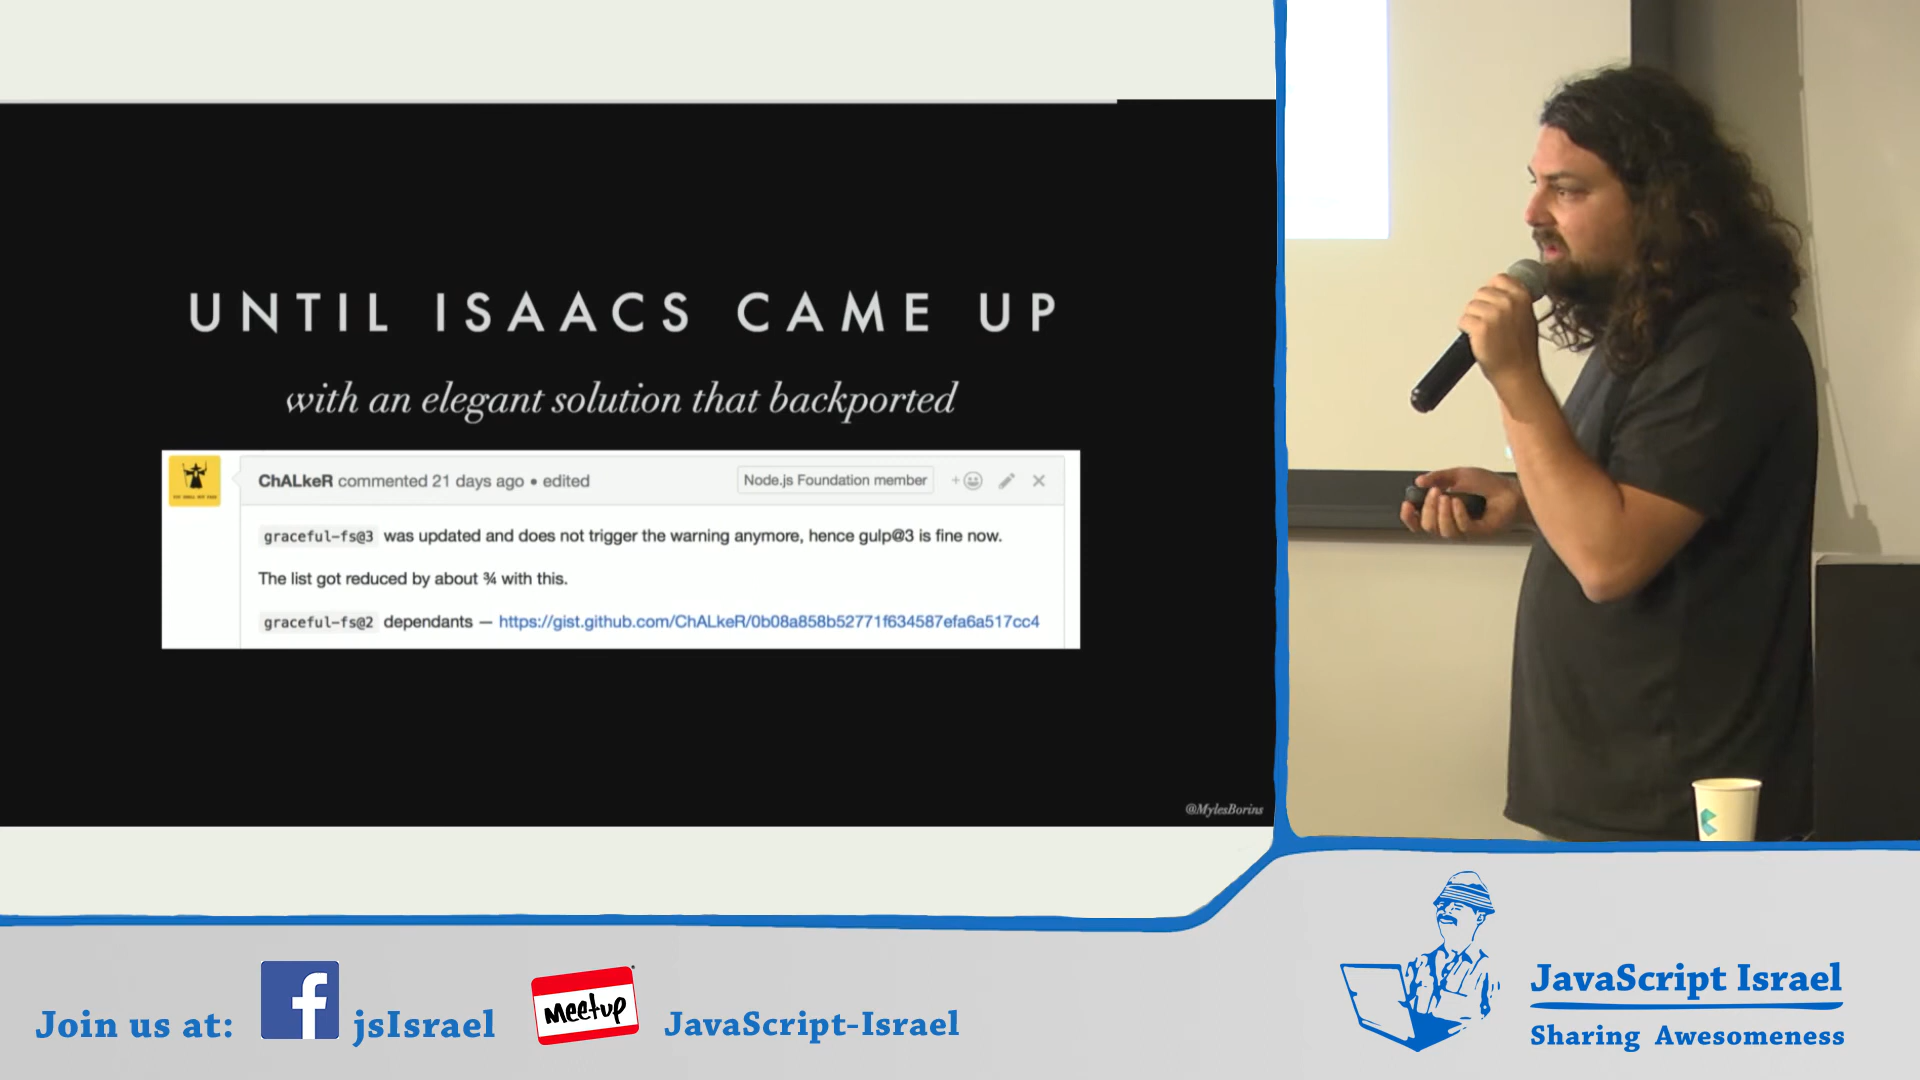 UNTIL ISAACS CAME UP
with an elegant solution that backported
ChALkeR commented 21 days ago • edited
Node.js Foundation member
graceful-fs@3 was updated and does not trigger the warning anymore, hence gulp@3 is fine now.
The list got reduced by about ¾ with this.
graceful-fs@2 dependants — https://gist.github.com/ChALkeR/0b08a858b52771f634587efa6a517cc4
@MylesBorins
Join us at:
f
jsIsrael
Meetup
JavaScript-Israel
JavaScript Israel
Sharing Awesomeness